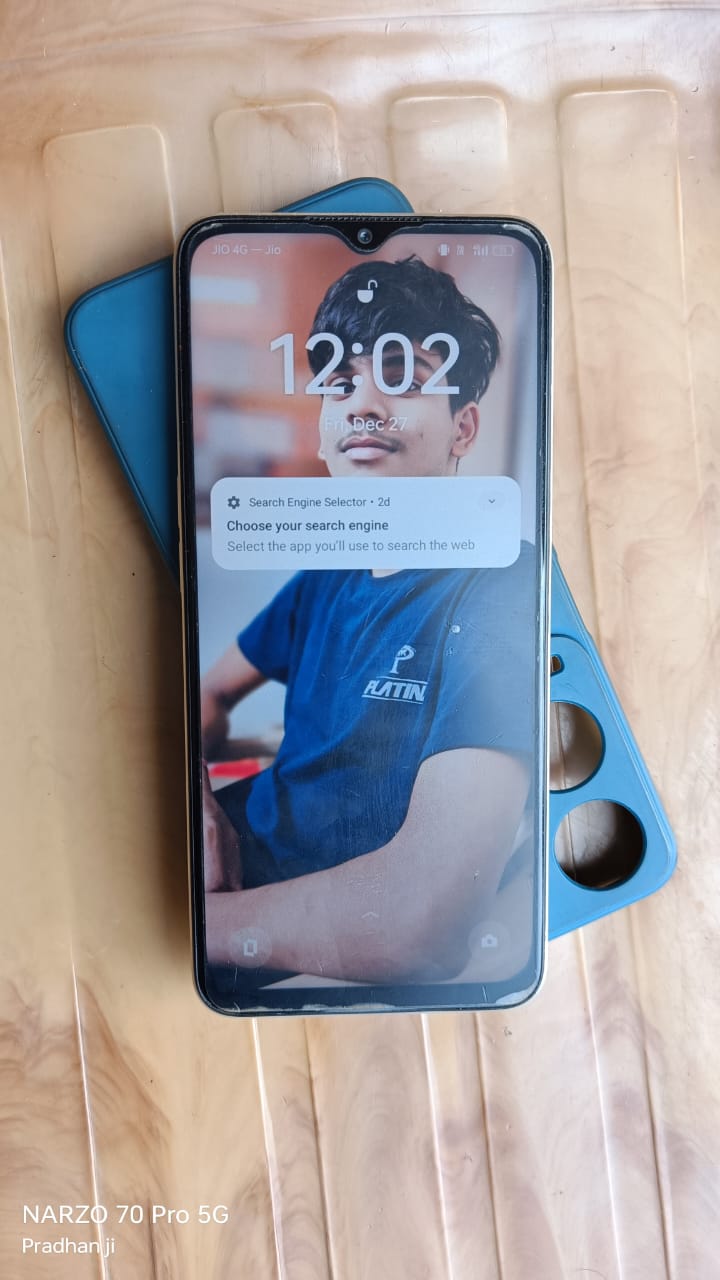 JIO 4G — Jio
12:02
Fri, Dec 27
Search Engine Selector • 2d
Choose your search engine
Select the app you'll use to search the web
P
PLATIN
NARZO 70 Pro 5G
Pradhan ji